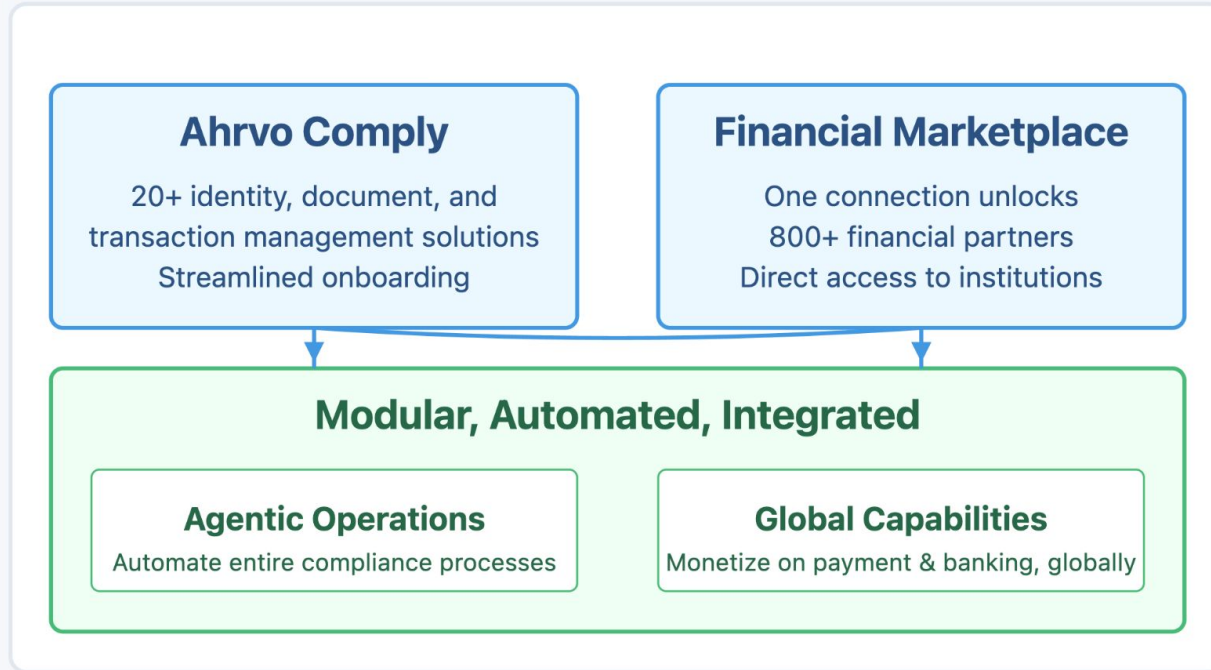 Ahrvo Comply
20+ identity, document, and
transaction management solutions
Streamlined onboarding
Financial Marketplace
One connection unlocks
800+ financial partners
Direct access to institutions
Modular, Automated, Integrated
Agentic Operations
Automate entire compliance processes
Global Capabilities
Monetize on payment & banking, globally